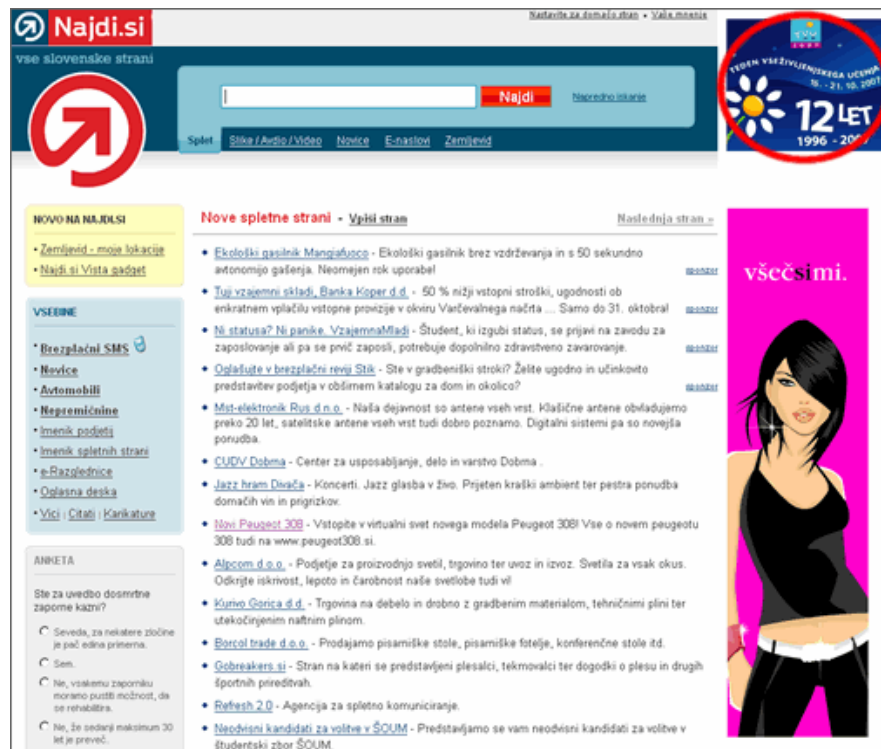 Najdi.si
Nastavite za domačo stran • Vaše mnenje
vse slovenske strani
Najdi
Napredno iskanje
Splet Slike / Avdio / Video Novice E-naslovi Zemljevid
TEDEN VSEŽIVLJENJSKEGA UČENJA
15. - 21. 10. 2007
12 LET
1996 - 2007
NOVO NA NAJDI.SI
• Zemljevid - moje lokacije
• Najdi.si Vista gadget
VSEBINE
• Brezplačni SMS
• Novice
• Avtomobili
• Nepremičnine
• Imenik podjetij
• Imenik spletnih strani
• e-Razglednice
• Oglasna deska
• Vici | Citati | Karikature
ANKETA
Ste za uvedbo dosmrtne
zaporne kazni?
Seveda, za nekatere zločine
je pač edina primerna.
Sem.
Ne, vsakemu zaporniku
moramo pustiti možnost, da
se rehabilitira.
Ne, že sedanji maksimum 30
let je preveč.
Nove spletne strani - Vpiši stran
Naslednja stran »
• Ekološki gasilnik Mangiafuoco - Ekološki gasilnik brez vzdrževanja in s 50 sekundno
avtonomijo gašenja. Neomejen rok uporabe!
sponzor
• Tuji vzajemni skladi, Banka Koper d.d. - 50 % nižji vstopni stroški, ugodnosti ob
enkratnem vplačilu vstopne provizije v okviru Varčevalnega načrta ... Samo do 31. oktobra!
sponzor
• Ni statusa? Ni panike. VzajemnaMladi - Študent, ki izgubi status, se prijavi na zavodu za
zaposlovanje ali pa se prvič zaposli, potrebuje dopolnilno zdravstveno zavarovanje.
sponzor
• Oglašujte v brezplačni reviji Stik - Ste v gradbeniški stroki? Želite ugodno in učinkovito
predstavitev podjetja v obširnem katalogu za dom in okolico?
sponzor
• Mst-elektronik Rus d.n.o. - Naša dejavnost so antene vseh vrst. Klašične antene obvladujemo
preko 20 let, satelitske antene vseh vrst tudi dobro poznamo. Digitalni sistemi pa so novejša
ponudba.
• CUDV Dobrna - Center za usposabljanje, delo in varstvo Dobrna .
• Jazz hram Divača - Koncerti. Jazz glasba v živo. Prijeten kraški ambient ter pestra ponudba
domačih vin in prigrizkov.
• Novi Peugeot 308 - Vstopite v virtualni svet novega modela Peugeot 308! Vse o novem peugeotu
308 tudi na www.peugeot308.si.
• Alpcom d.o.o. - Podjetje za proizvodnjo svetil, trgovino ter uvoz in izvoz. Svetila za vsak okus.
Odkrijte iskrivost, lepoto in čarobnost naše svetlobe tudi vi!
• Kurivo Gorica d.d. - Trgovina na debelo in drobno z gradbenim materialom, tehničnimi plini ter
utekočinjenim naftnim plinom.
• Borcol trade d.o.o. - Prodajamo pisarniške stole, pisarniške fotelje, konferenčne stole itd.
• Gobreakers.si - Stran na kateri se predstavljeni plesalci, tekmovalci ter dogodki o plesu in drugih
športnih prireditvah.
• Refresh 2.0 - Agencija za spletno komuniciranje.
• Neodvisni kandidati za volitve v ŠOUM - Predstavljamo se vam neodvisni kandidati za volitve v
študentski zbor ŠOUM.
všečsimi.